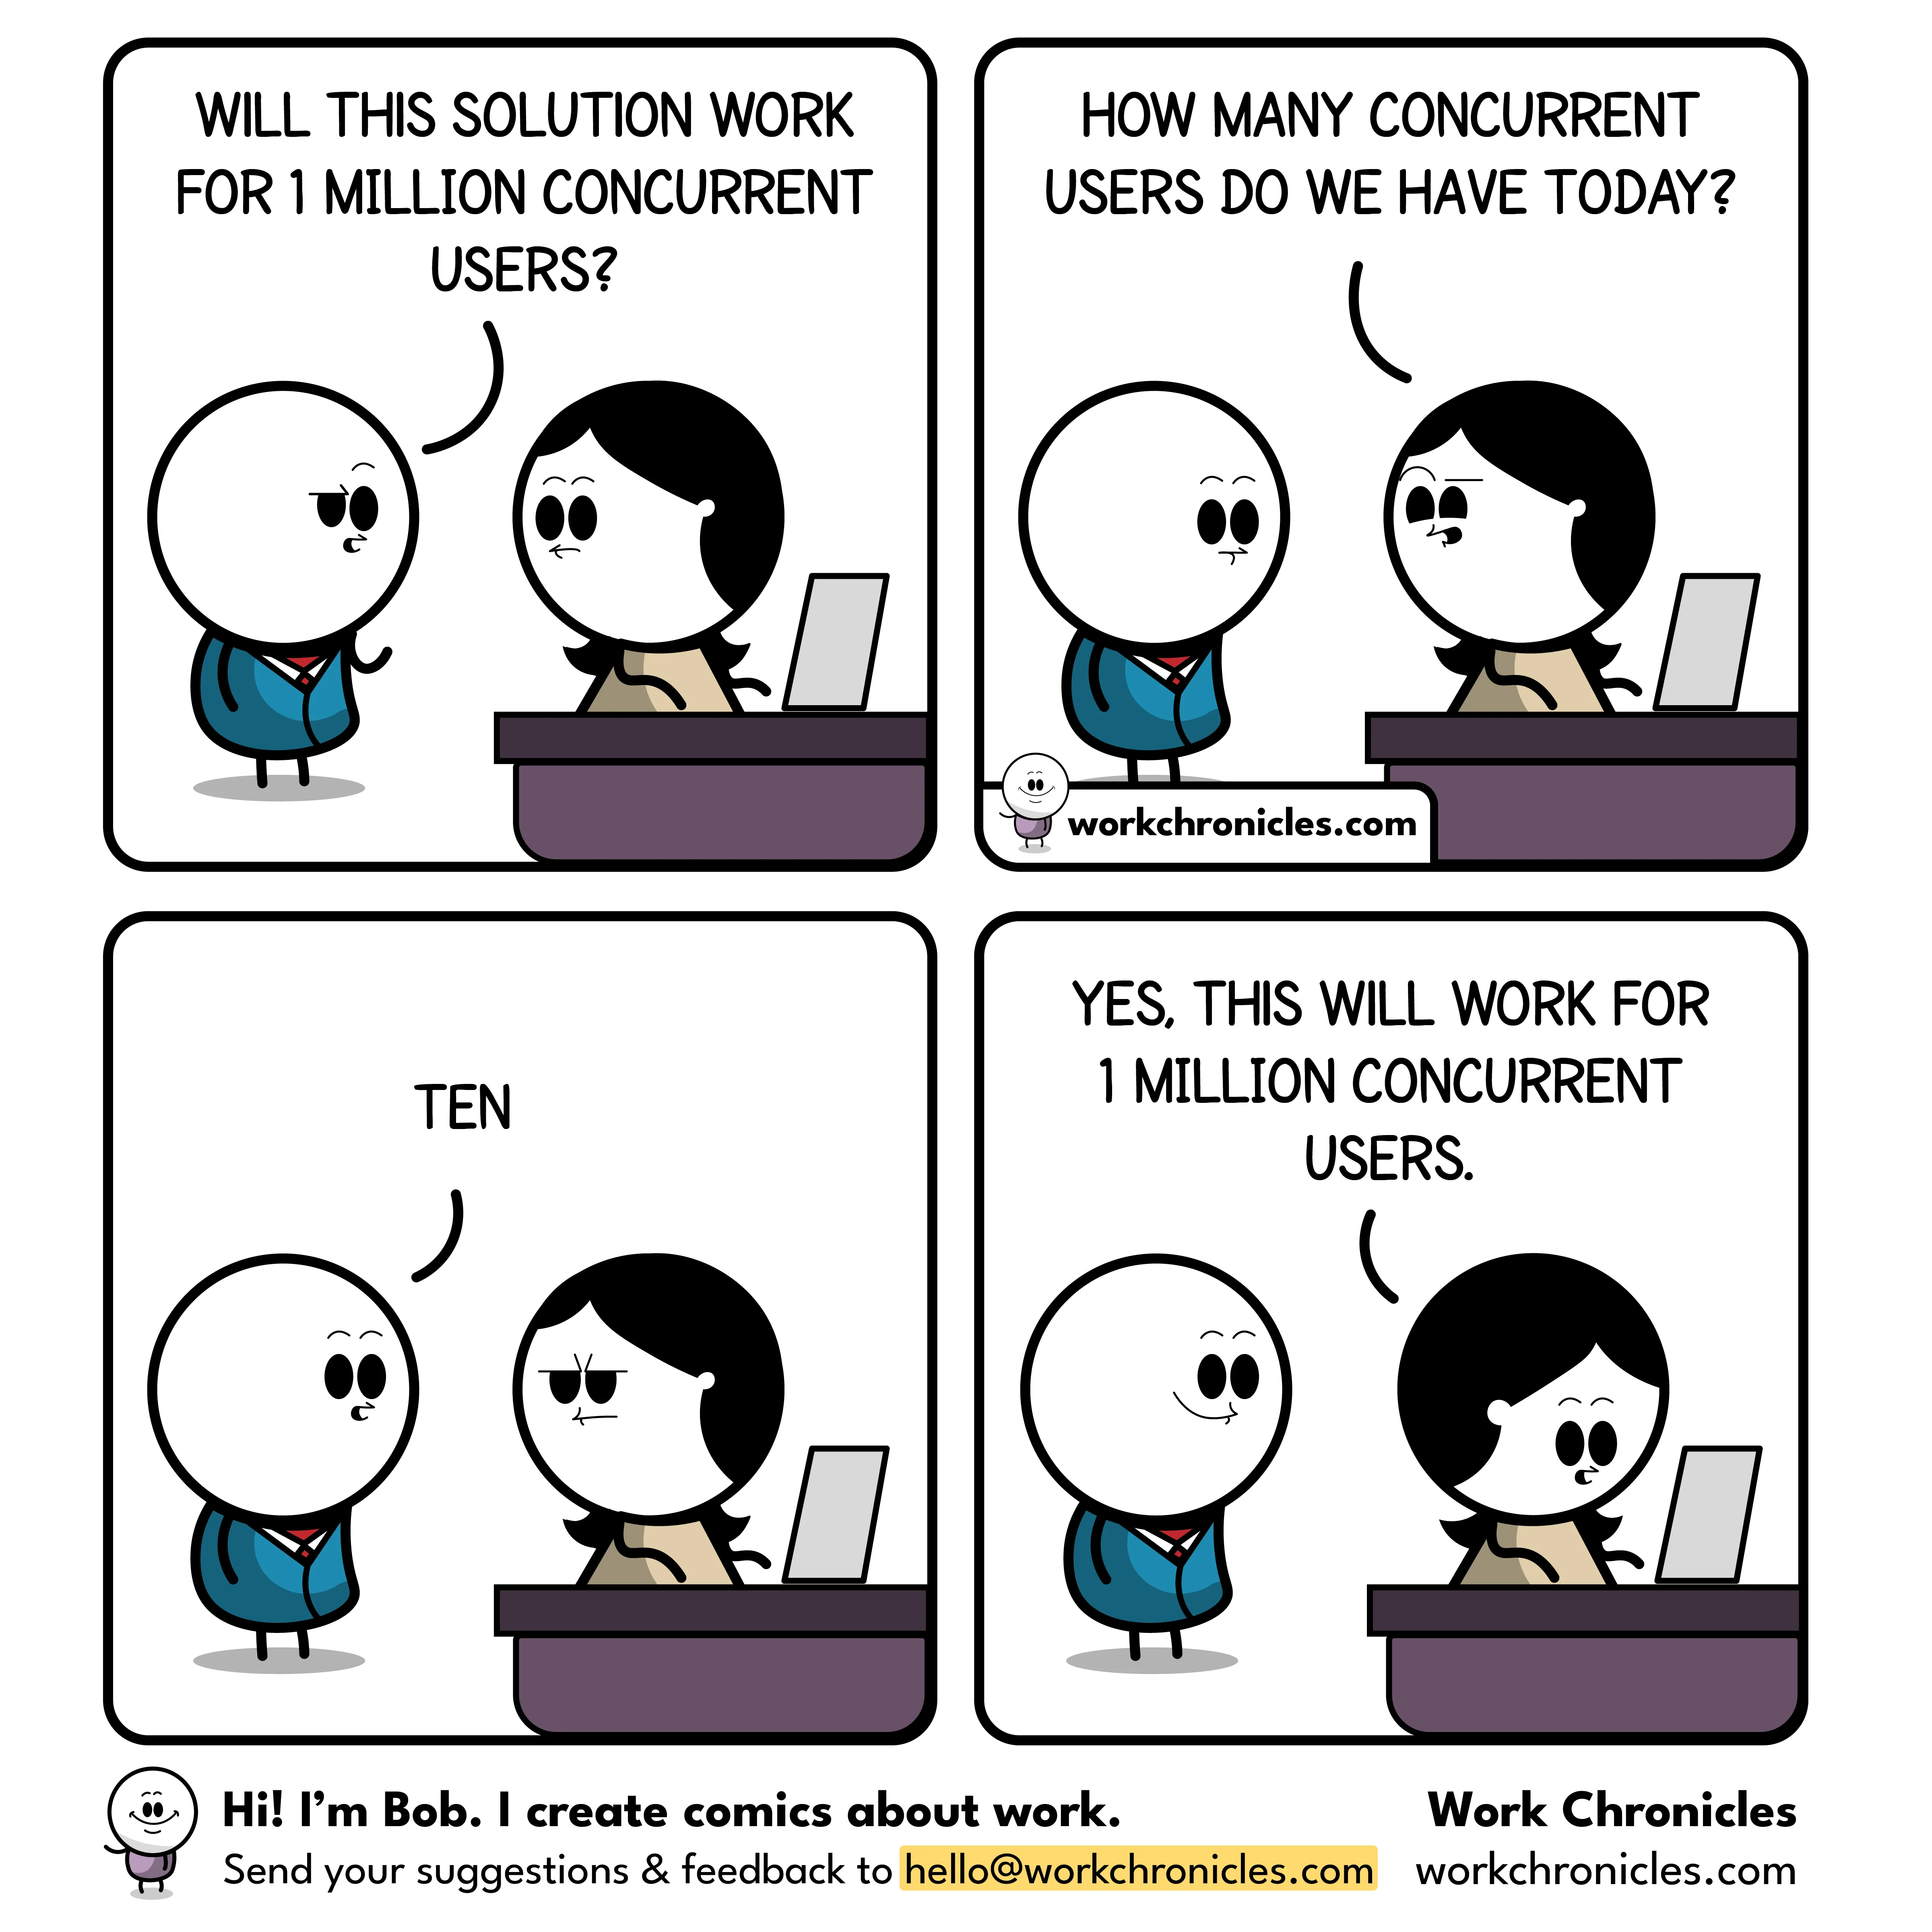 WILL THIS SOLUTION WORK
FOR 1 MILLION CONCURRENT
USERS?
HOW MANY CONCURRENT
USERS DO WE HAVE TODAY?
workchronicles.com
TEN
YES, THIS WILL WORK FOR
1 MILLION CONCURRENT
USERS.
Hi! I'm Bob. I create comics about work.
Send your suggestions & feedback to hello@workchronicles.com
Work Chronicles
workchronicles.com